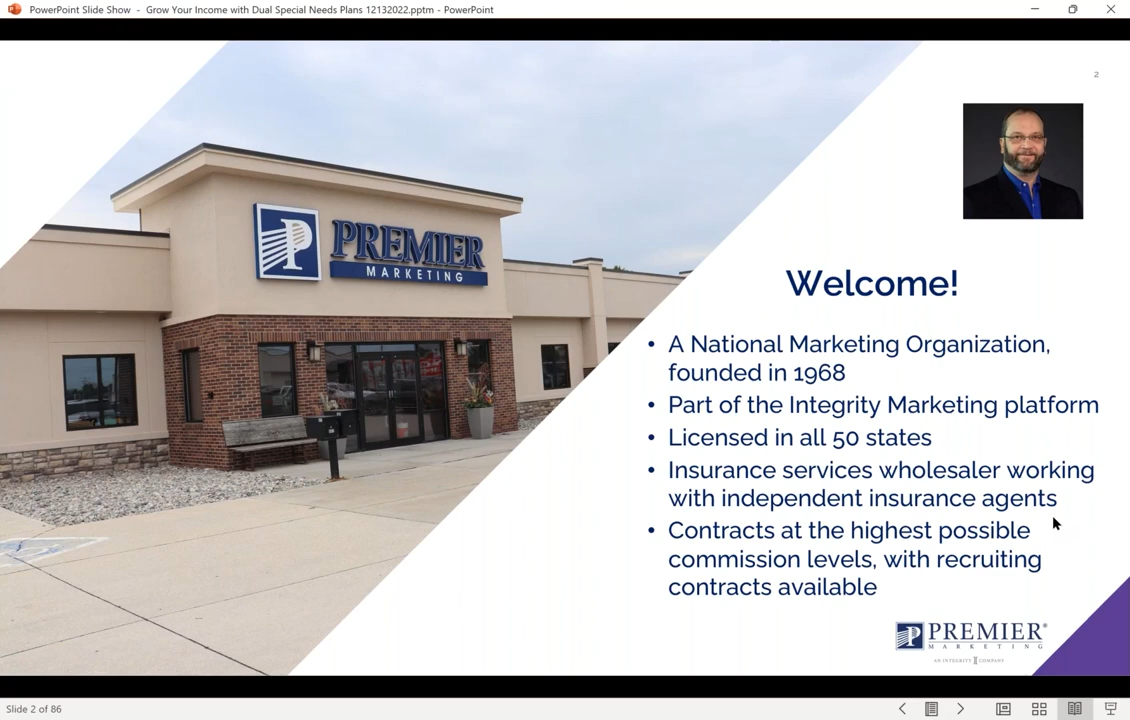 PowerPoint Slide Show - Grow Your Income with Dual Special Needs Plans 12132022.pptm - PowerPoint
2
PREMIER
MARKETING
Welcome!
• A National Marketing Organization,
founded in 1968
• Part of the Integrity Marketing platform
• Licensed in all 50 states
• Insurance services wholesaler working
with independent insurance agents
• Contracts at the highest possible
commission levels, with recruiting
contracts available
PREMIER®
MARKETING
AN INTEGRITY COMPANY
Slide 2 of 86